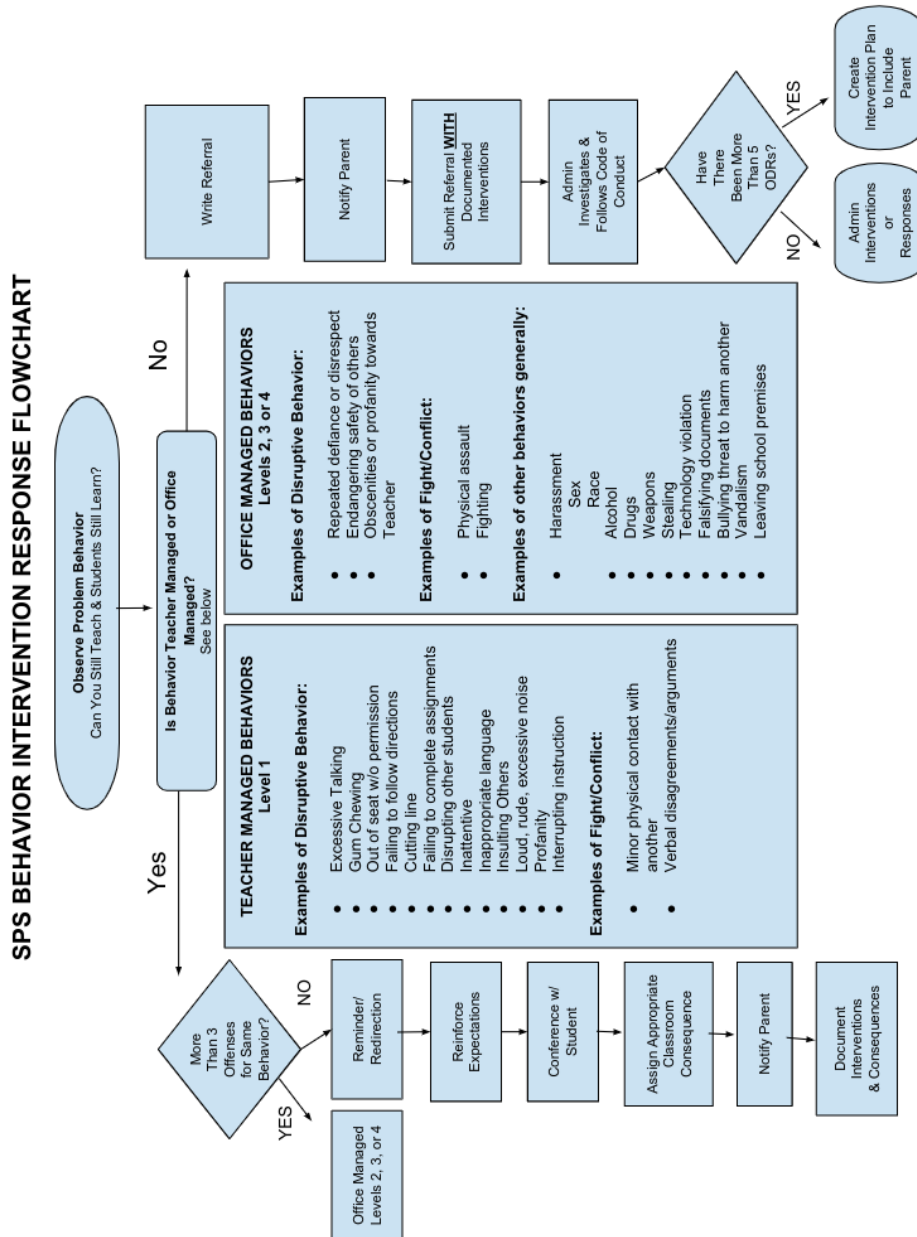 SPS BEHAVIOR INTERVENTION RESPONSE FLOWCHART
Observe Problem Behavior
Can You Still Teach & Students Still Learn?
Is Behavior Teacher Managed or Office
Managed?
See below
Yes
No
More
Than 3
Offenses
for Same
Behavior?
YES
NO
Office Managed
Levels 2, 3, or 4
Reminder/
Redirection
Reinforce
Expectations
Conference w/
Student
Assign Appropriate
Classroom
Consequence
Notify Parent
Document
Interventions
& Consequences
TEACHER MANAGED BEHAVIORS
Level 1
Examples of Disruptive Behavior:
● Excessive Talking
● Gum Chewing
● Out of seat w/o permission
● Failing to follow directions
● Cutting line
● Failing to complete assignments
● Disrupting other students
● Inattentive
● Inappropriate language
● Insulting Others
● Loud, rude, excessive noise
● Profanity
● Interrupting instruction
Examples of Fight/Conflict:
● Minor physical contact with
another
● Verbal disagreements/arguments
OFFICE MANAGED BEHAVIORS
Levels 2, 3 or 4
Examples of Disruptive Behavior:
● Repeated defiance or disrespect
● Endangering safety of others
● Obscenities or profanity towards
Teacher
Examples of Fight/Conflict:
● Physical assault
● Fighting
Examples of other behaviors generally:
● Harassment
Sex
Race
● Alcohol
● Drugs
● Weapons
● Stealing
● Technology violation
● Falsifying documents
● Bullying threat to harm another
● Vandalism
● Leaving school premises
Write Referral
Notify Parent
Submit Referral WITH
Documented
Interventions
Admin
Investigates &
Follows Code of
Conduct
Have
There
Been More
Than 5
ODRs?
NO
YES
Admin
Interventions
or
Responses
Create
Intervention Plan
to Include
Parent